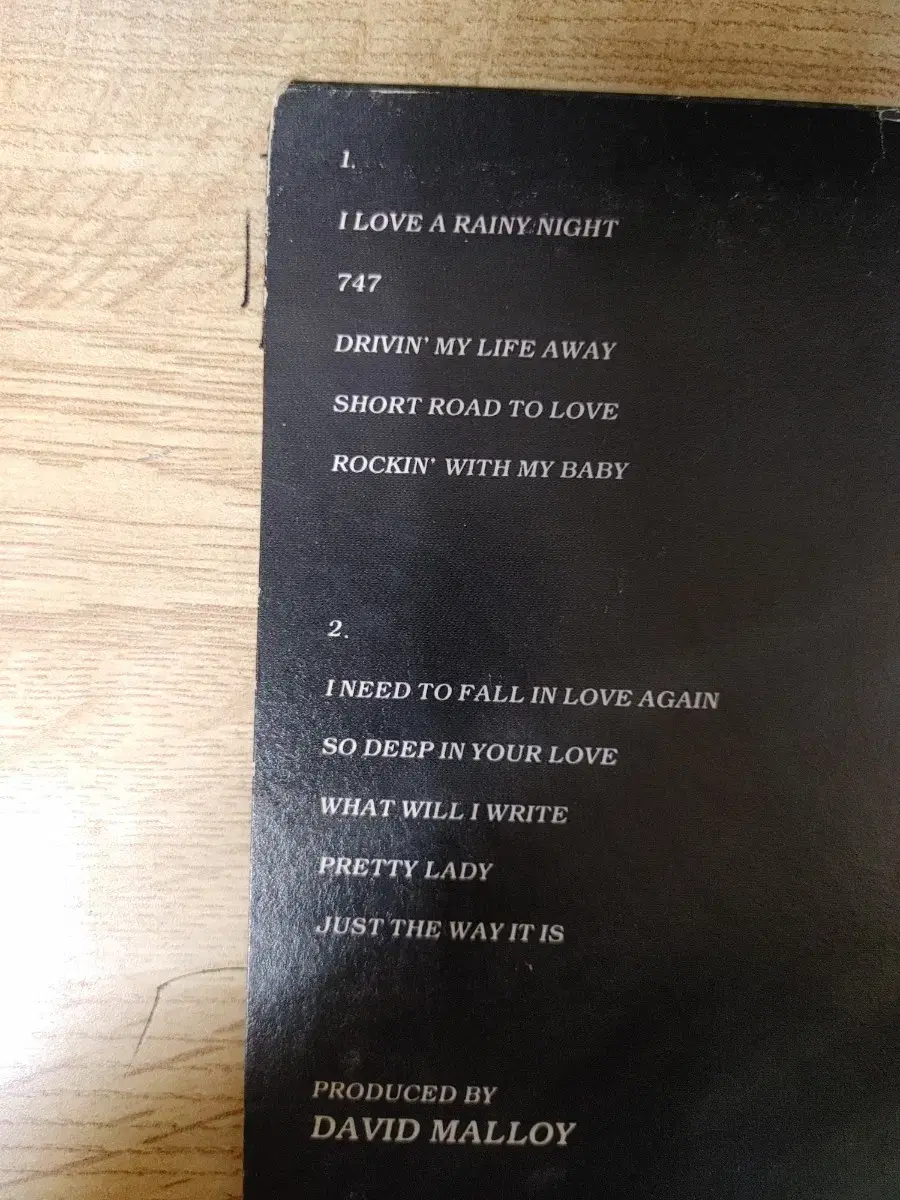 1.
I LOVE A RAINY NIGHT
747
DRIVIN' MY LIFE AWAY
SHORT ROAD TO LOVE
ROCKIN' WITH MY BABY
2.
I NEED TO FALL IN LOVE AGAIN
SO DEEP IN YOUR LOVE
WHAT WILL I WRITE
PRETTY LADY
JUST THE WAY IT IS
PRODUCED BY
DAVID MALLOY